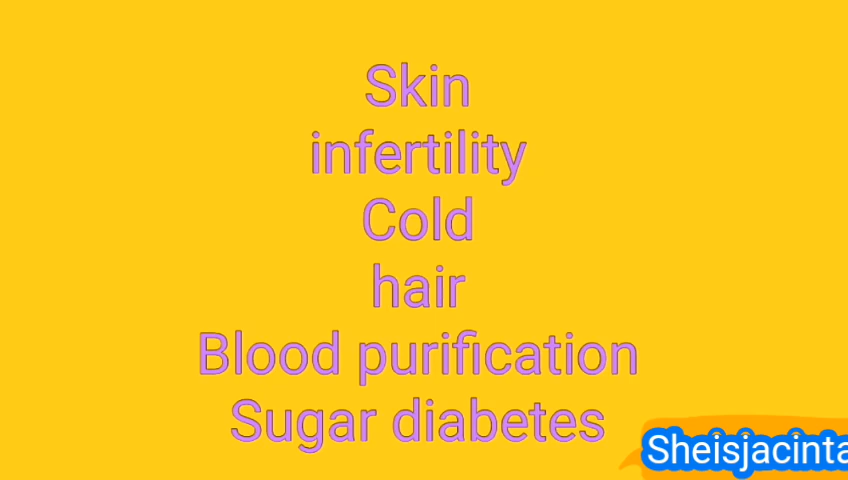 Skin
infertility
Cold
hair
Blood purification
Sugar diabetes
Sheisjacinta